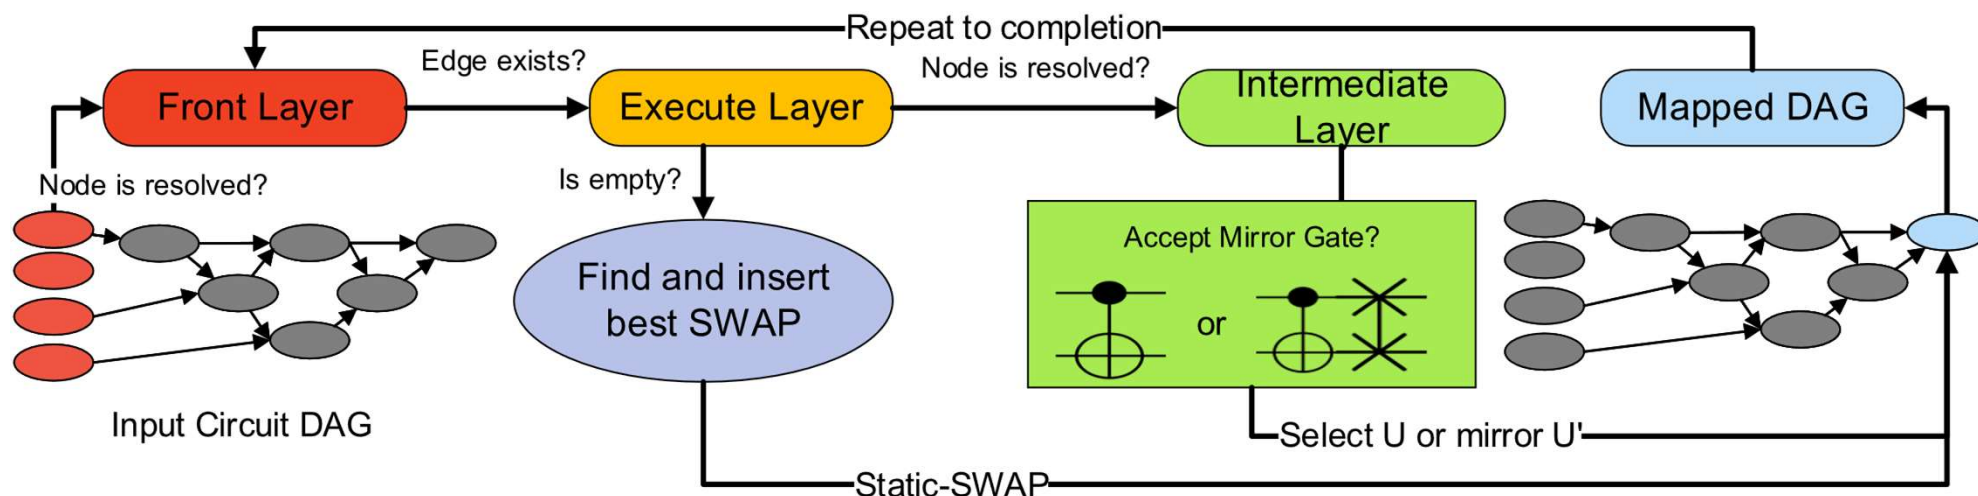 Repeat to completion
Edge exists?
Node is resolved?
Front Layer
Execute Layer
Intermediate
Layer
Mapped DAG
Node is resolved?
Is empty?
Accept Mirror Gate?
Find and insert
best SWAP
or
Input Circuit DAG
Select U or mirror U'
Static-SWAP